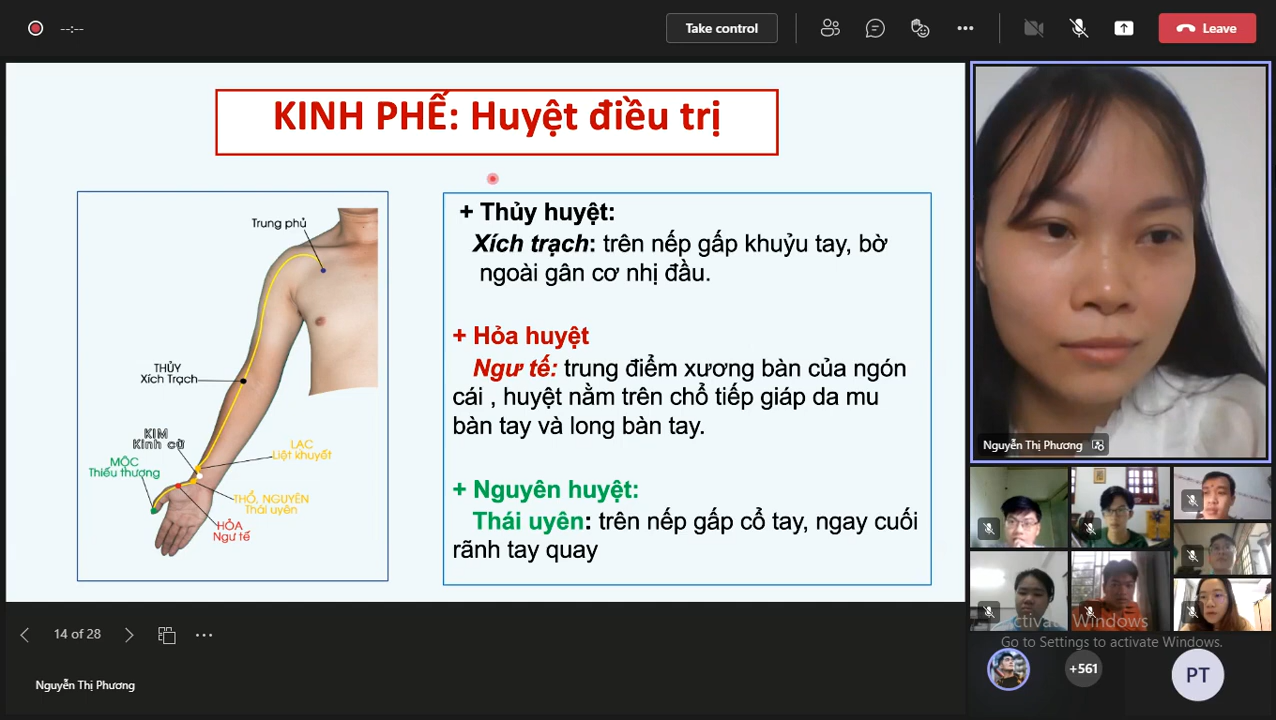 --:--
Take control
Leave
KINH PHẾ: Huyệt điều trị
Trung phủ
THỦY
Xích Trạch
KIM
Kinh cừ
MỘC
Thiếu thương
LẠC
Liệt khuyết
THỔ, NGUYÊN
Thái uyên
HỎA
Ngư tế
+ Thủy huyệt:
Xích trạch: trên nếp gấp khuỷu tay, bờ
ngoài gân cơ nhị đầu.
+ Hỏa huyệt
Ngư tế: trung điểm xương bàn của ngón
cái , huyệt nằm trên chổ tiếp giáp da mu
bàn tay và long bàn tay.
+ Nguyên huyệt:
Thái uyên: trên nếp gấp cổ tay, ngay cuối
rãnh tay quay
Nguyễn Thị Phương
14 of 28
Activate Windows
Go to Settings to activate Windows.
+561
PT
Nguyễn Thị Phương